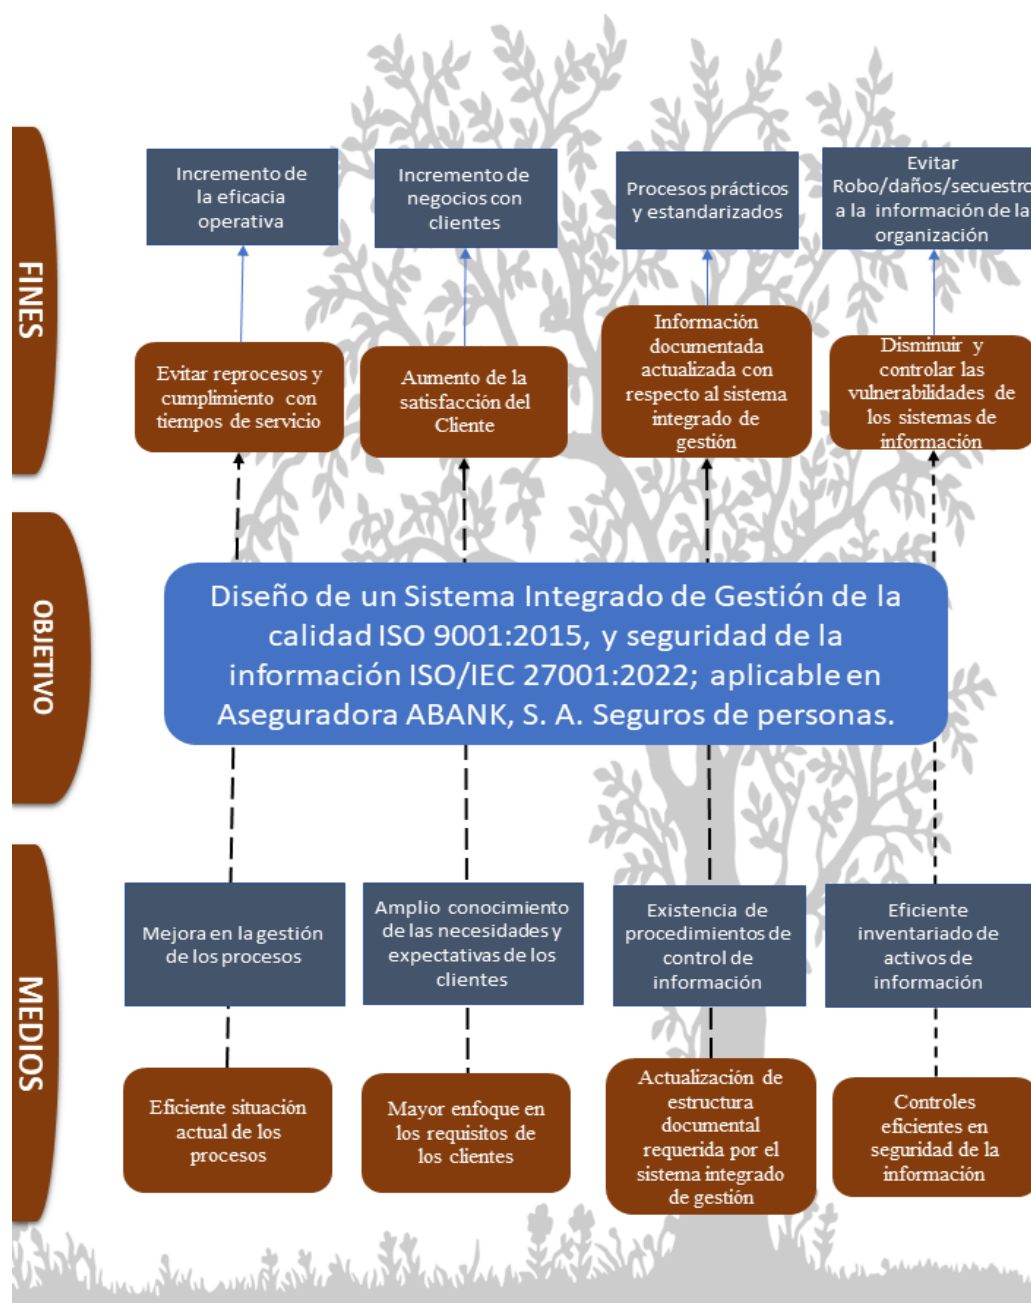 FINES
Incremento de
la eficacia
operativa
Incremento de
negocios con
clientes
Procesos prácticos
y estandarizados
Evitar
Robo/daños/secuestro
a la información de la
organización
Evitar reprocesos y
cumplimiento con
tiempos de servicio
Aumento de la
satisfacción del
Cliente
Información
documentada
actualizada con
respecto al sistema
integrado de
gestión
Disminuir y
controlar las
vulnerabilidades de
los sistemas de
información
OBJETIVO
Diseño de un Sistema Integrado de Gestión de la
calidad ISO 9001:2015, y seguridad de la
información ISO/IEC 27001:2022; aplicable en
Aseguradora ABANK, S. A. Seguros de personas.
MEDIOS
Mejora en la gestión
de los procesos
Amplio conocimiento
de las necesidades y
expectativas de los
clientes
Existencia de
procedimientos de
control de
información
Eficiente
inventariado de
activos de
información
Eficiente situación
actual de los
procesos
Mayor enfoque en
los requisitos de
los clientes
Actualización de
estructura
documental
requerida por el
sistema integrado
de gestión
Controles
eficientes en
seguridad de la
información